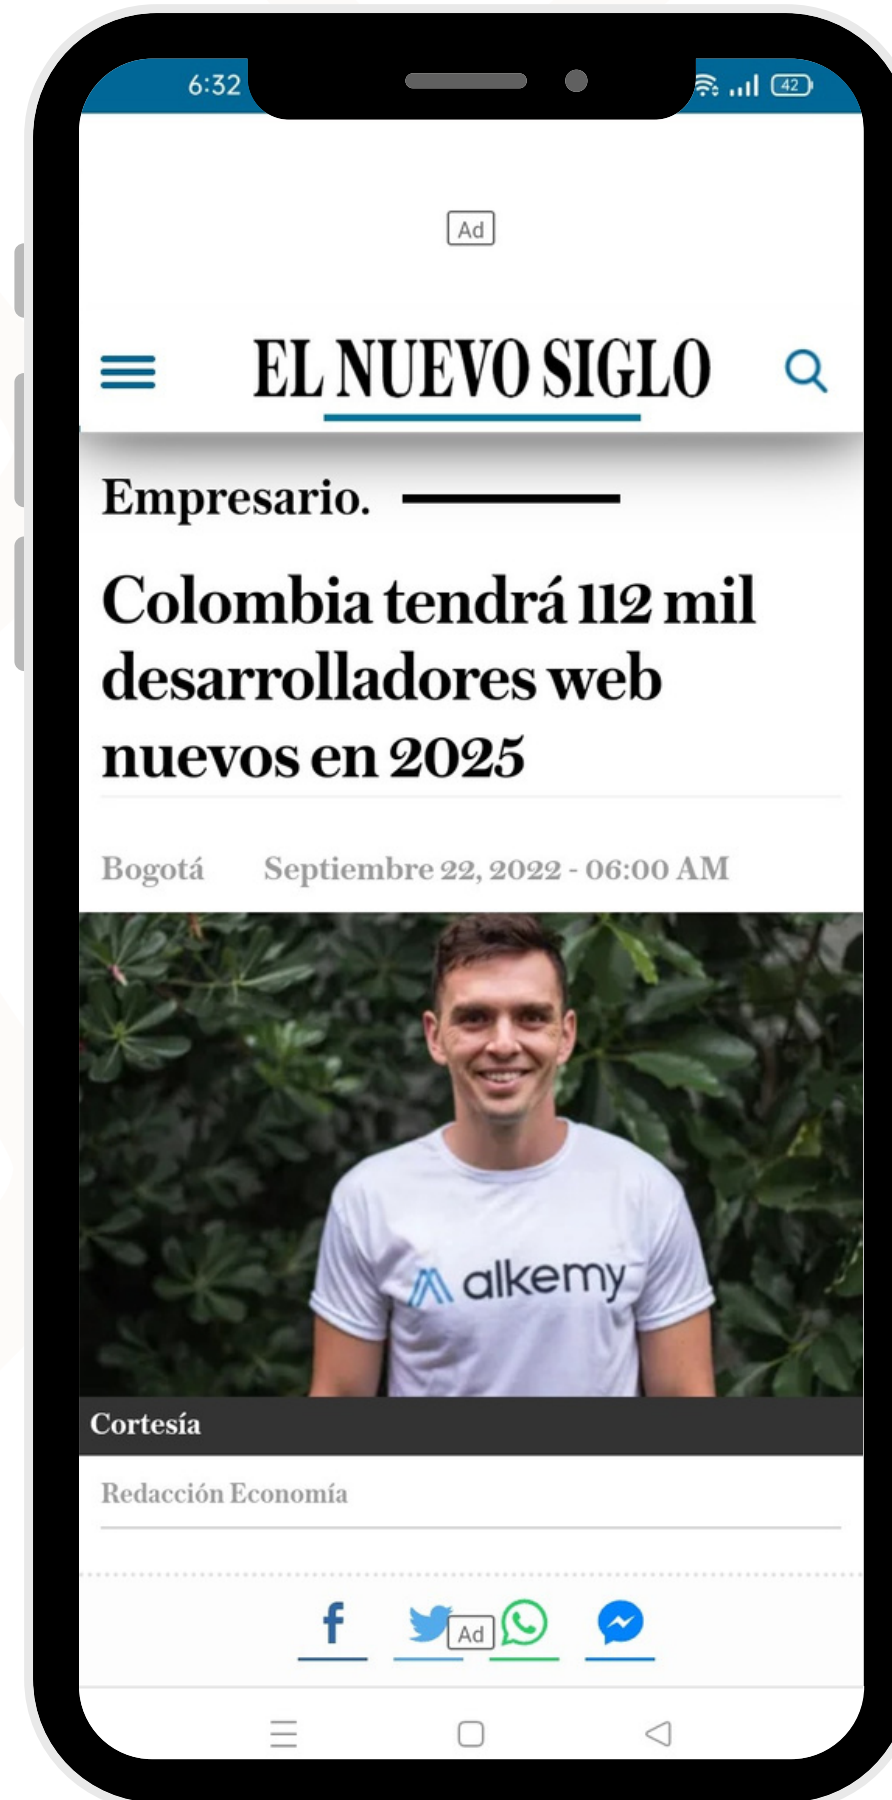 6:32
42
Ad
EL NUEVO SIGLO
Empresario.
Colombia tendrá 112 mil
desarrolladores web
nuevos en 2025
Bogotá Septiembre 22, 2022 - 06:00 AM
alkemy
Cortesía
Redacción Economía
Ad